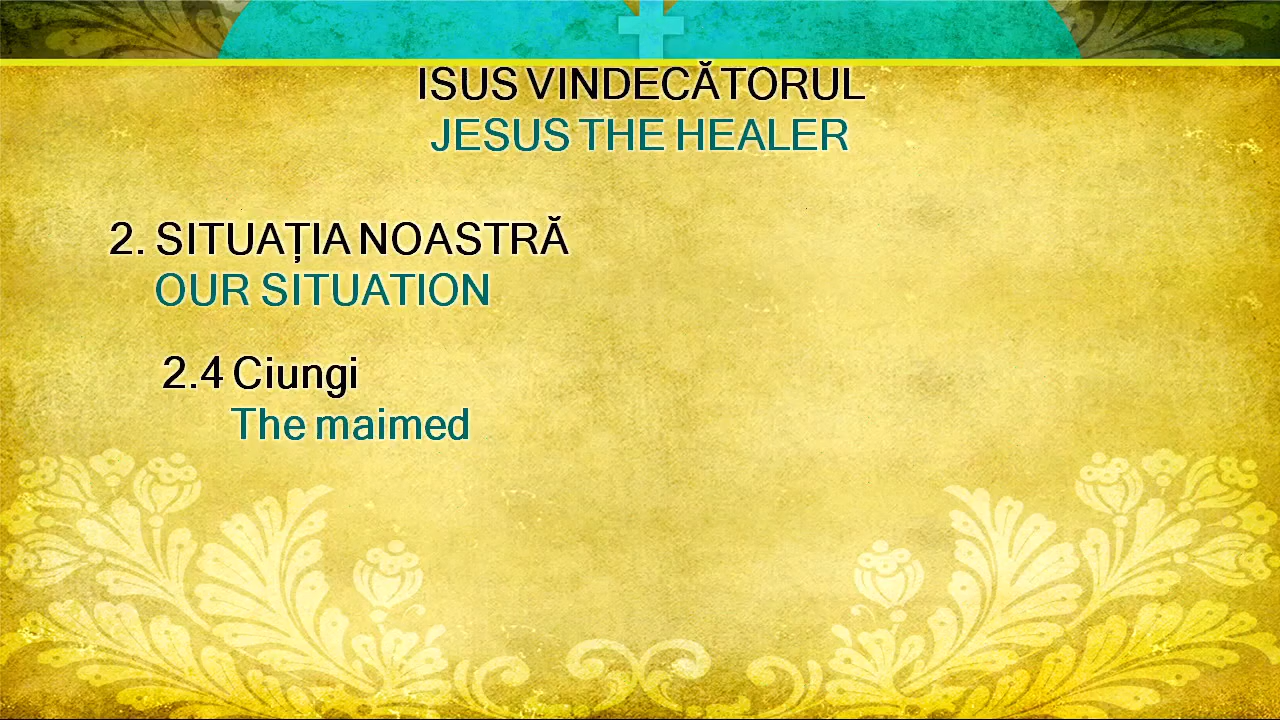 ISUS VINDECĂTORUL
JESUS THE HEALER
2. SITUAȚIA NOASTRĂ
OUR SITUATION
2.4 Ciungi
The maimed